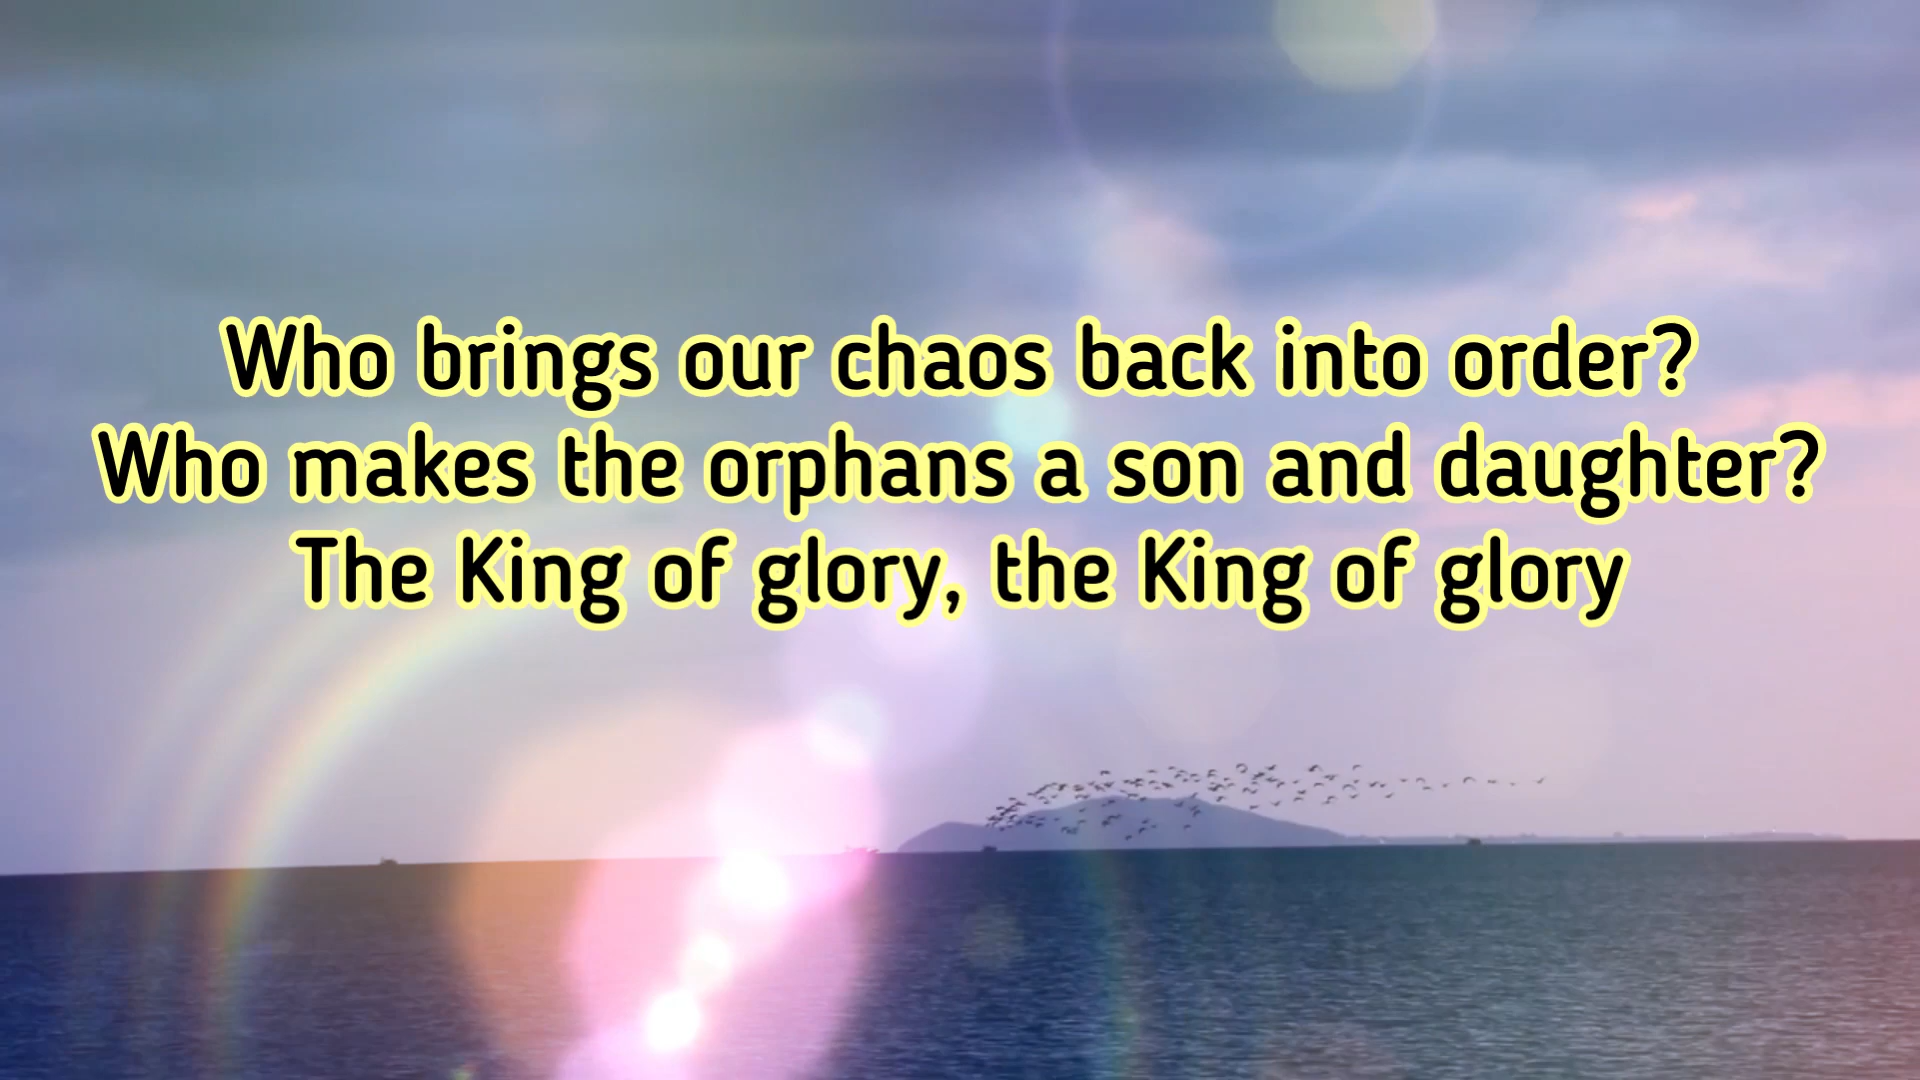 Who brings our chaos back into order?
Who makes the orphans a son and daughter?
The King of glory, the King of glory